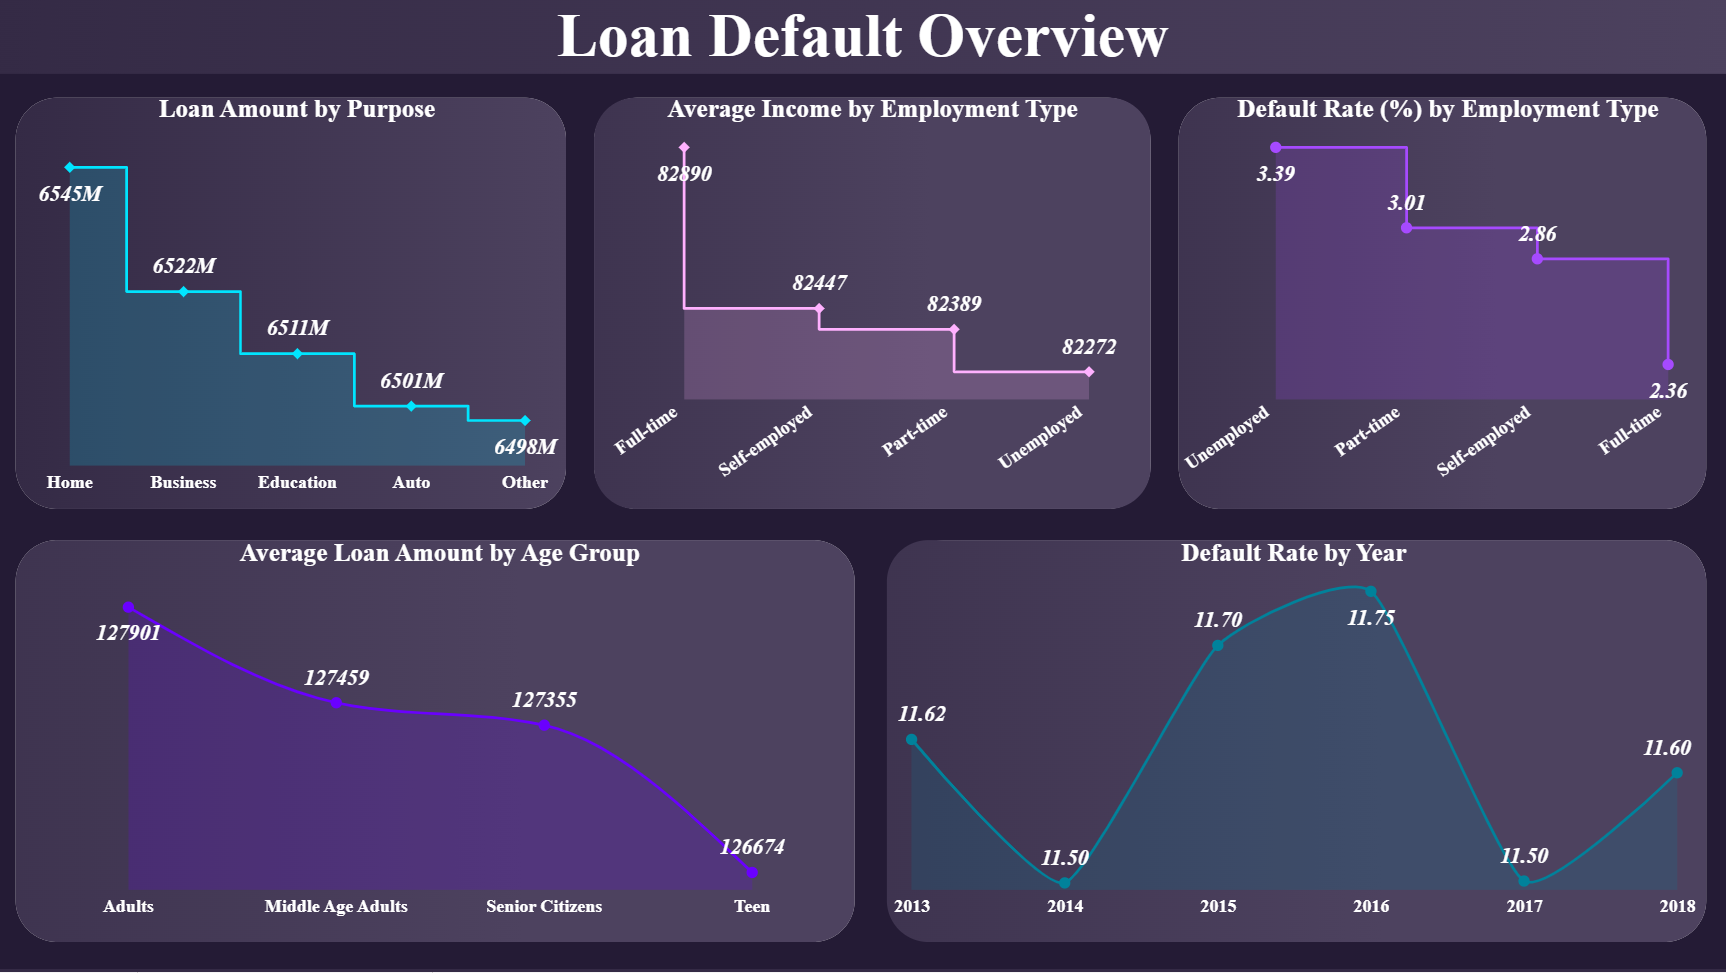 Loan Default Overview
Loan Amount by Purpose
6545M
6522M
6511M
6501M
6498M
Home Business Education Auto Other
Average Income by Employment Type
82890
82447
82389
82272
Full-time Self-employed Part-time Unemployed
Default Rate (%) by Employment Type
3.39
3.01
2.86
2.36
Unemployed Part-time Self-employed Full-time
Average Loan Amount by Age Group
127901
127459
127355
126674
Adults Middle Age Adults Senior Citizens Teen
Default Rate by Year
11.62
11.50
11.70
11.75
11.50
11.60
2013 2014 2015 2016 2017 2018